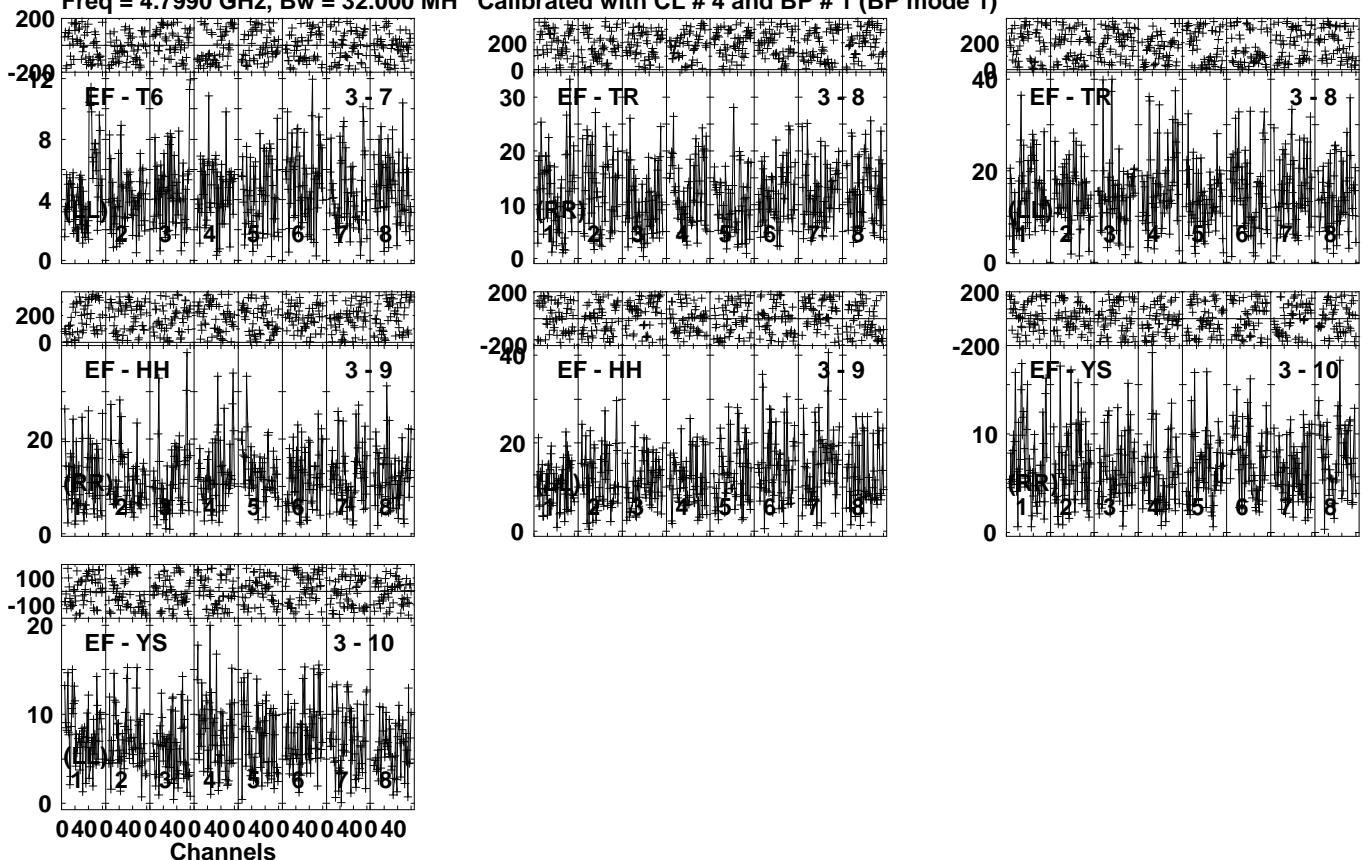 Freq = 4.7990 GHz, Bw = 32.000 MH Calibrated with CL # 4 and BP # 1 (BP mode 1)
200
-200
12
8
4
0
EF - T6 3 - 7
(LL)
1 2 3 4 5 6 7 8
200
0
30
20
10
0
EF - TR 3 - 8
(RR)
1 2 3 4 5 6 7 8
200
0
40
20
0
EF - TR 3 - 8
(LL)
1 2 3 4 5 6 7 8
200
0
20
0
EF - HH 3 - 9
(RR)
1 2 3 4 5 6 7 8
200
-200
40
20
0
EF - HH 3 - 9
(LL)
1 2 3 4 5 6 7 8
200
-200
10
0
EF - YS 3 - 10
(RR)
1 2 3 4 5 6 7 8
100
-100
20
10
0
EF - YS 3 - 10
(LL)
1 2 3 4 5 6 7 8
0 40 0 40 0 40 0 40 0 40 0 40 0 40 0 40
Channels